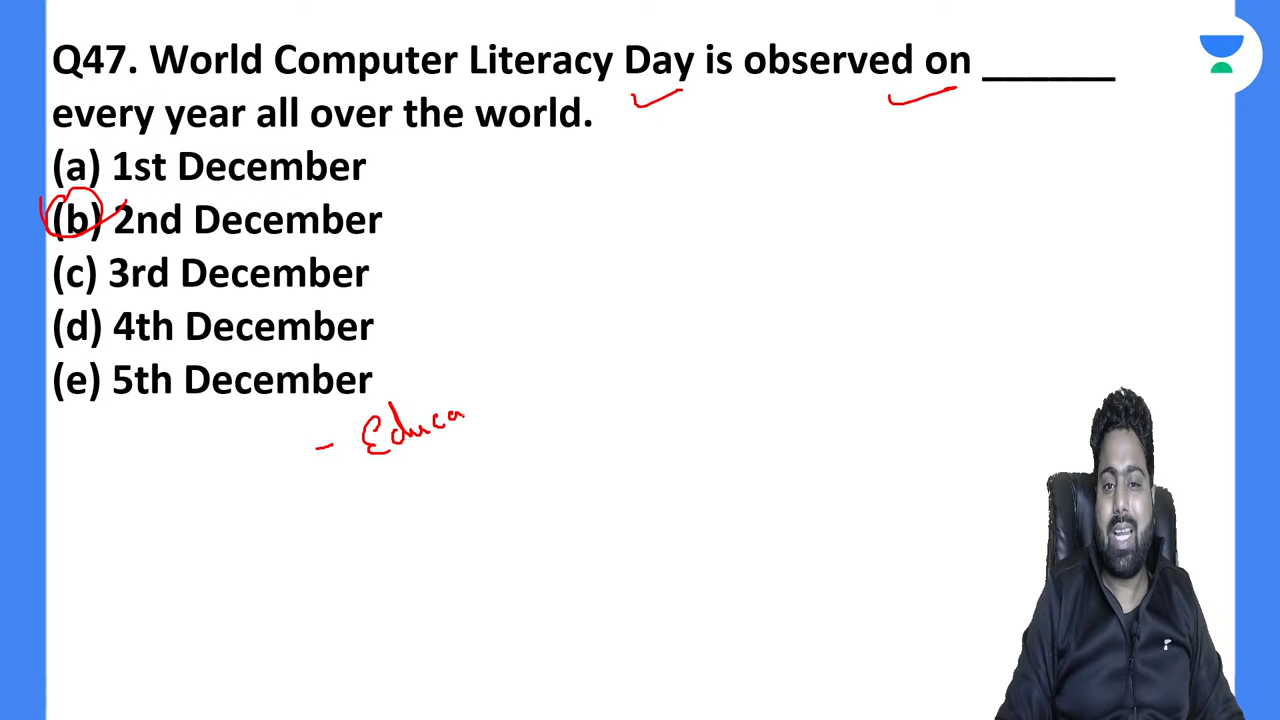 Q47. World Computer Literacy Day is observed on ______
every year all over the world.
(a) 1st December
(b) 2nd December
(c) 3rd December
(d) 4th December
(e) 5th December
- Educa